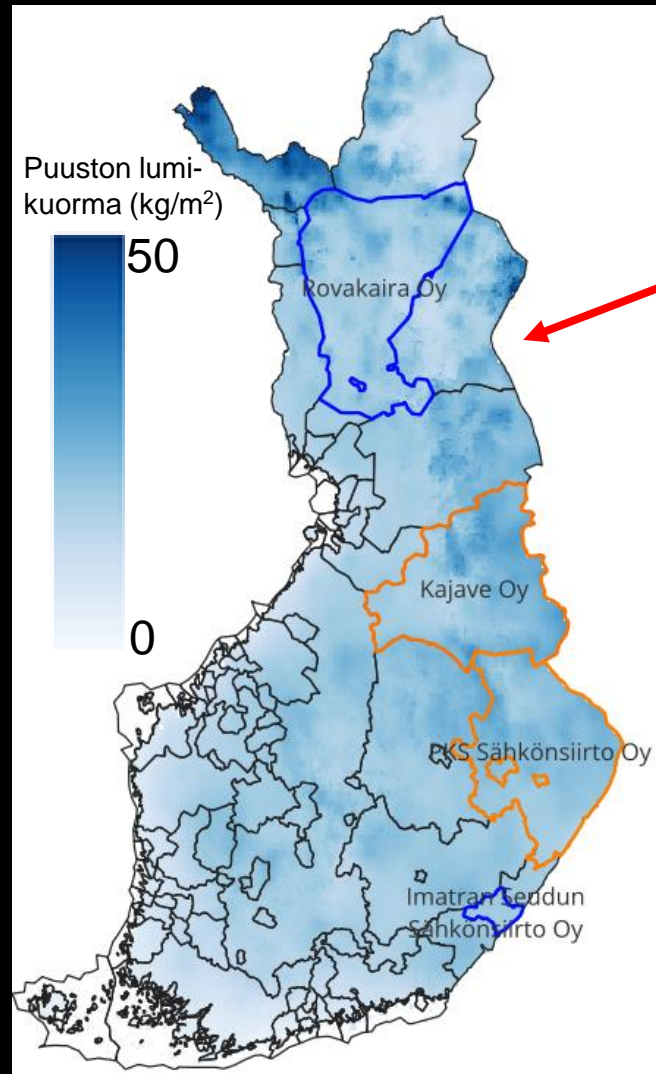 Puuston lumi-
kuorma (kg/m²)
50
0
Rovakaira Oy
Kajave Oy
PKS Sähkönsiirto Oy
Imatran Seudun
Sähkönsiirto Oy